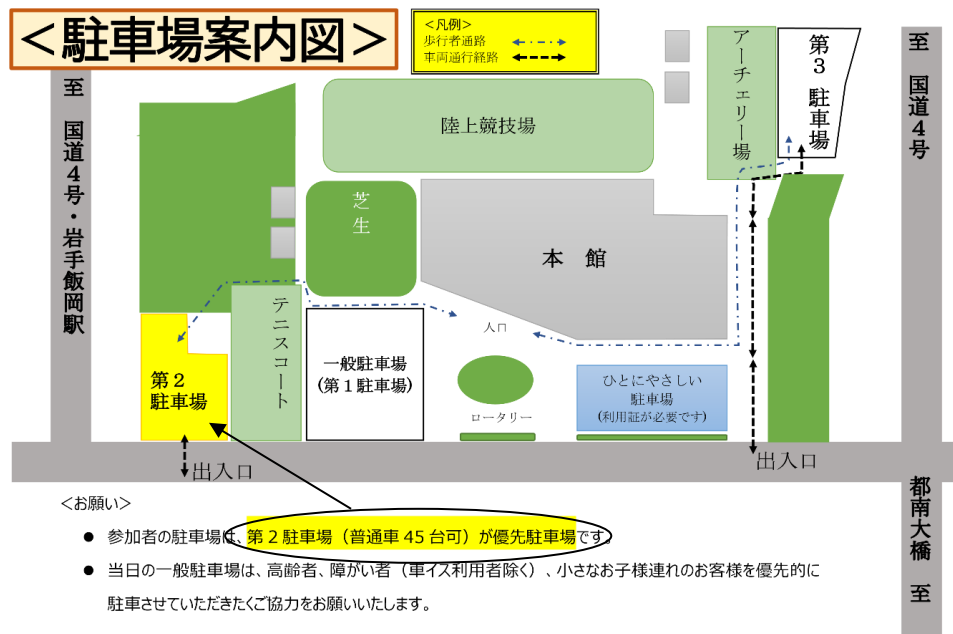 ＜駐車場案内図＞
＜凡例＞
歩行者通路
車両通行経路
至　国道４号・岩手飯岡駅
陸上競技場
アーチェリー場
第３駐車場
至　国道４号
芝生
本　館
テニスコート
入口
一般駐車場
(第１駐車場)
第２
駐車場
ロータリー
ひとにやさしい
駐車場
(利用証が必要です)
出入口
出入口
都南大橋　至
＜お願い＞
● 参加者の駐車場は、第２駐車場（普通車 45 台可）が優先駐車場です。
● 当日の一般駐車場は、高齢者、障がい者（車イス利用者除く）、小さなお子様連れのお客様を優先的に
駐車させていただきたくご協力をお願いいたします。